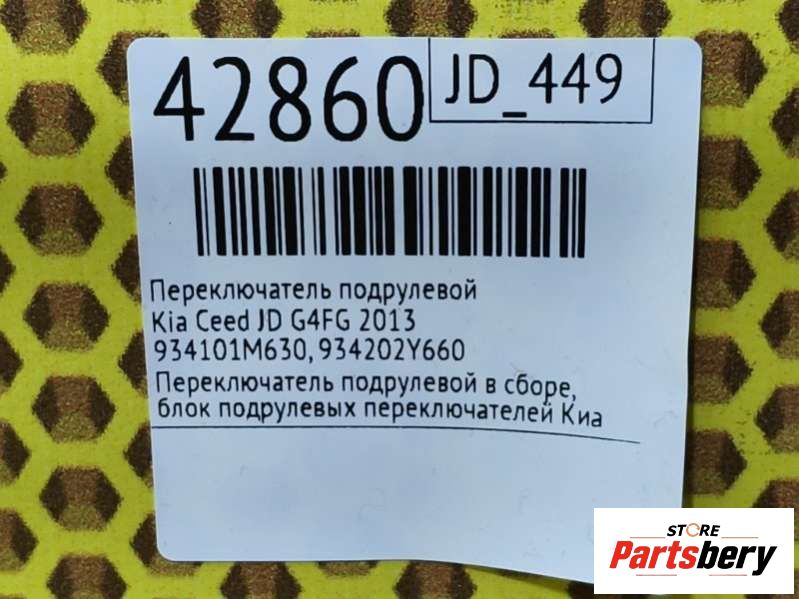 42860
JD_449
Переключатель подрулевой
Kia Ceed JD G4FG 2013
934101M630, 934202Y660
Переключатель подрулевой в сборе,
блок подрулевых переключателей Киа
STORE
Partsbery